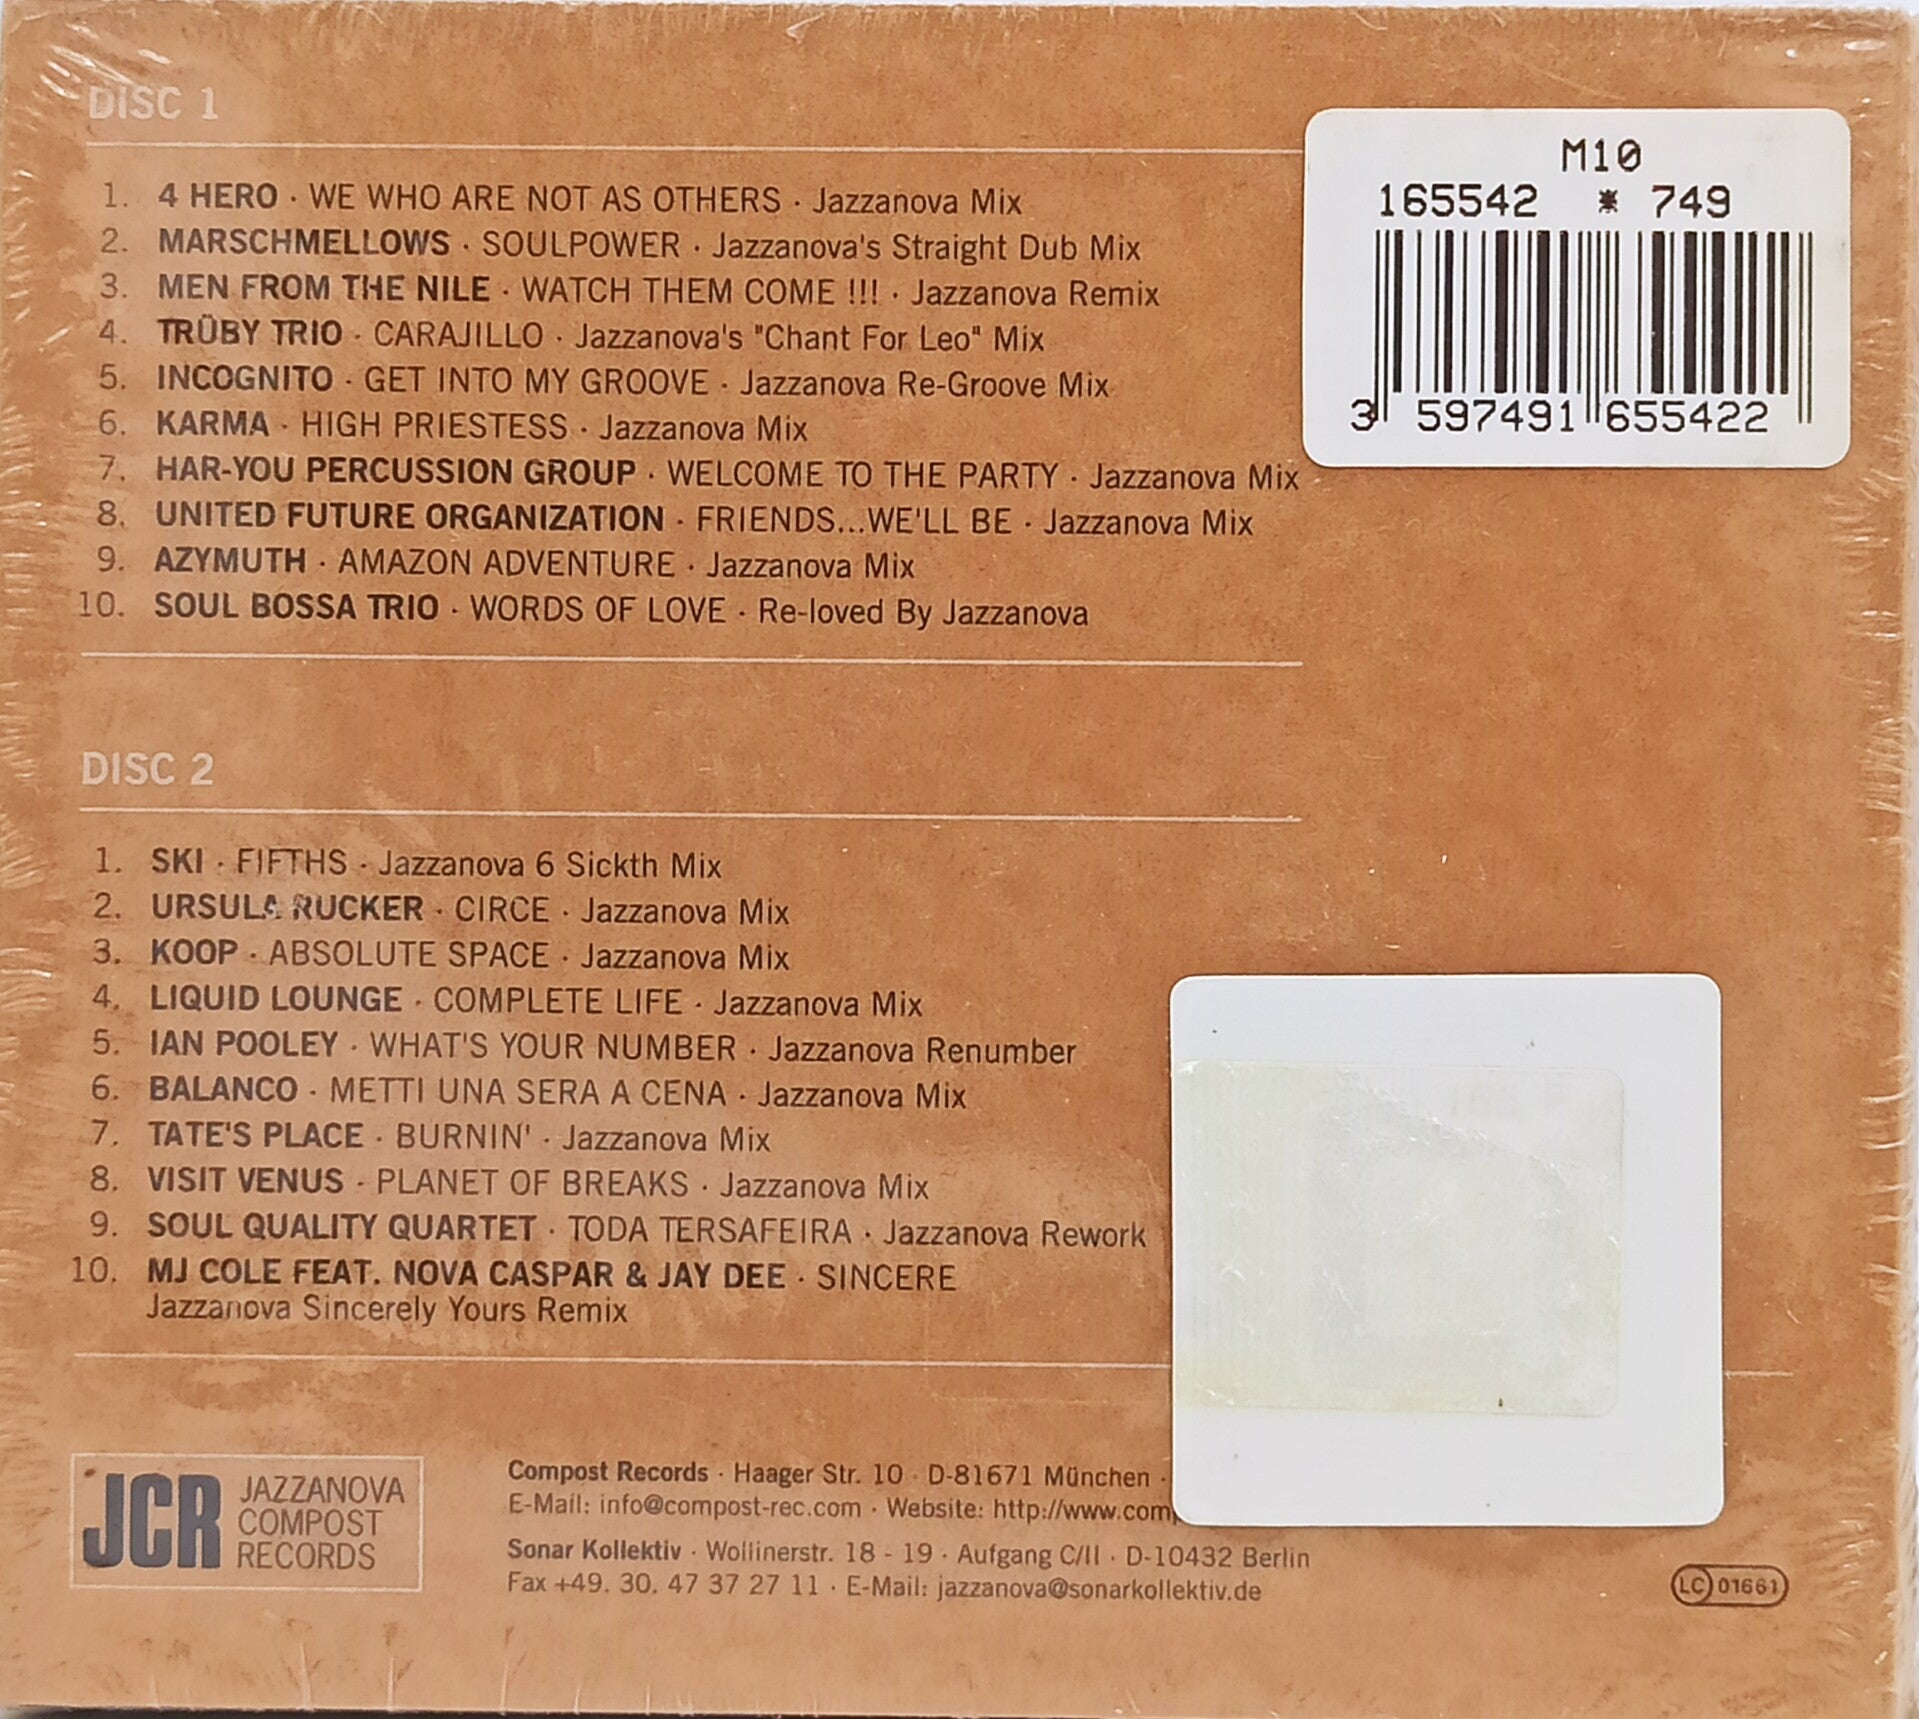 DISC 1
1. 4 HERO · WE WHO ARE NOT AS OTHERS · Jazzanova Mix
2. MARSCHMELLOWS · SOULPOWER · Jazzanova's Straight Dub Mix
3. MEN FROM THE NILE · WATCH THEM COME !!! · Jazzanova Remix
4. TRÜBY TRIO · CARAJILLO · Jazzanova's "Chant For Leo" Mix
5. INCOGNITO · GET INTO MY GROOVE · Jazzanova Re-Groove Mix
6. KARMA · HIGH PRIESTESS · Jazzanova Mix
7. HAR-YOU PERCUSSION GROUP · WELCOME TO THE PARTY · Jazzanova Mix
8. UNITED FUTURE ORGANIZATION · FRIENDS...WE'LL BE · Jazzanova Mix
9. AZYMUTH · AMAZON ADVENTURE · Jazzanova Mix
10. SOUL BOSSA TRIO · WORDS OF LOVE · Re-loved By Jazzanova
M10
165542 * 749
3 597491 655422
DISC 2
1. SKI · FIFTHS · Jazzanova 6 Sickth Mix
2. URSULA RUCKER · CIRCE · Jazzanova Mix
3. KOOP · ABSOLUTE SPACE · Jazzanova Mix
4. LIQUID LOUNGE · COMPLETE LIFE · Jazzanova Mix
5. IAN POOLEY · WHAT'S YOUR NUMBER · Jazzanova Renumber
6. BALANCO · METTI UNA SERA A CENA · Jazzanova Mix
7. TATE'S PLACE · BURNIN' · Jazzanova Mix
8. VISIT VENUS · PLANET OF BREAKS · Jazzanova Mix
9. SOUL QUALITY QUARTET · TODA TERSAFEIRA · Jazzanova Rework
10. MJ COLE FEAT. NOVA CASPAR & JAY DEE · SINCERE
Jazzanova Sincerely Yours Remix
JCR
JAZZANOVA
COMPOST
RECORDS
Compost Records · Haager Str. 10 · D-81671 München ·
E-Mail: info@compost-rec.com · Website: http://www.com
Sonar Kollektiv · Wollinerstr. 18 - 19 · Aufgang C/II · D-10432 Berlin
Fax +49. 30. 47 37 27 11 · E-Mail: jazzanova@sonarkollektiv.de
LC 01661